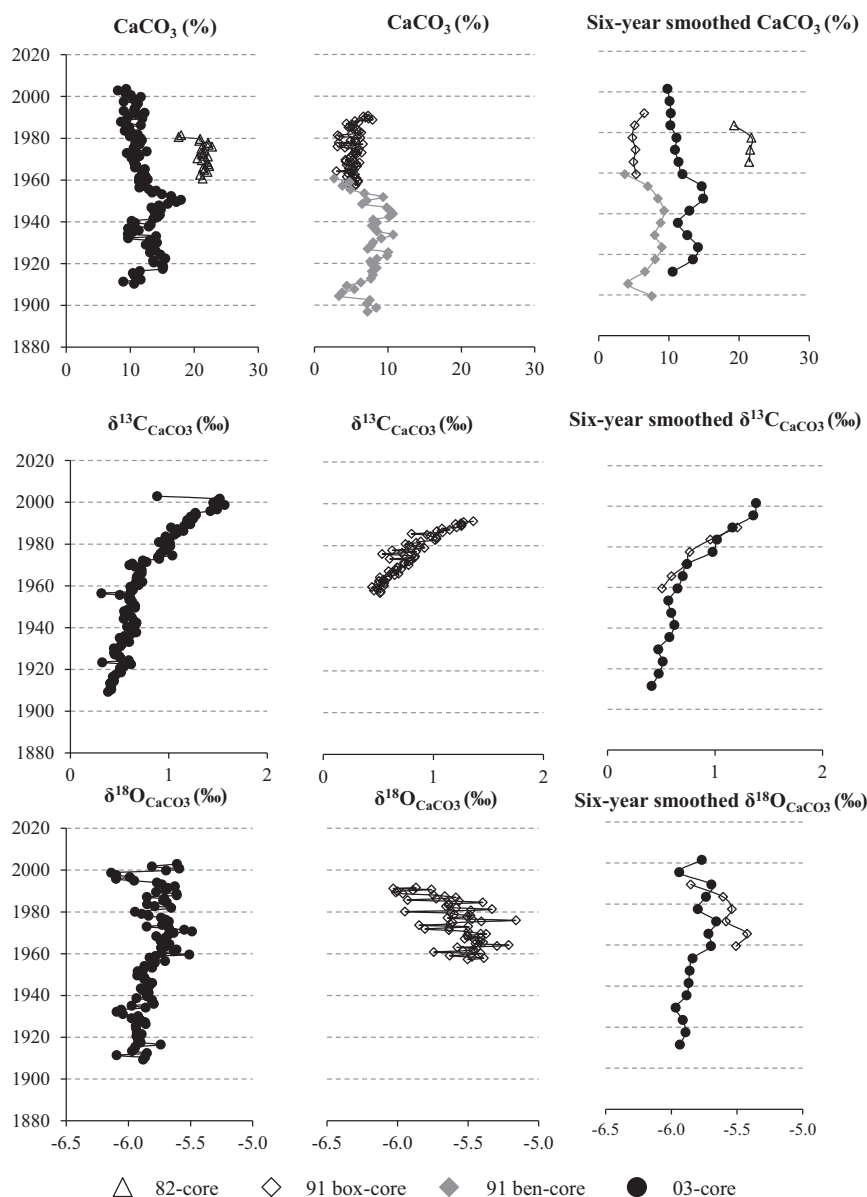 CaCO₃ (%)
CaCO₃ (%)
Six-year smoothed CaCO₃ (%)
2020
2000
1980
1960
1940
1920
1900
1880
0 10 20 30
0 10 20 30
0 10 20 30
δ¹³C_CaCO3 (‰)
δ¹³C_CaCO3 (‰)
Six-year smoothed δ¹³C_CaCO3 (‰)
2020
2000
1980
1960
1940
1920
1900
1880
0 1 2
0 1 2
0 1 2
δ¹⁸O_CaCO3 (‰)
δ¹⁸O_CaCO3 (‰)
Six-year smoothed δ¹⁸O_CaCO3 (‰)
2020
2000
1980
1960
1940
1920
1900
1880
-6.5 -6.0 -5.5 -5.0
-6.5 -6.0 -5.5 -5.0
-6.5 -6.0 -5.5 -5.0
82-core 91 box-core 91 ben-core 03-core